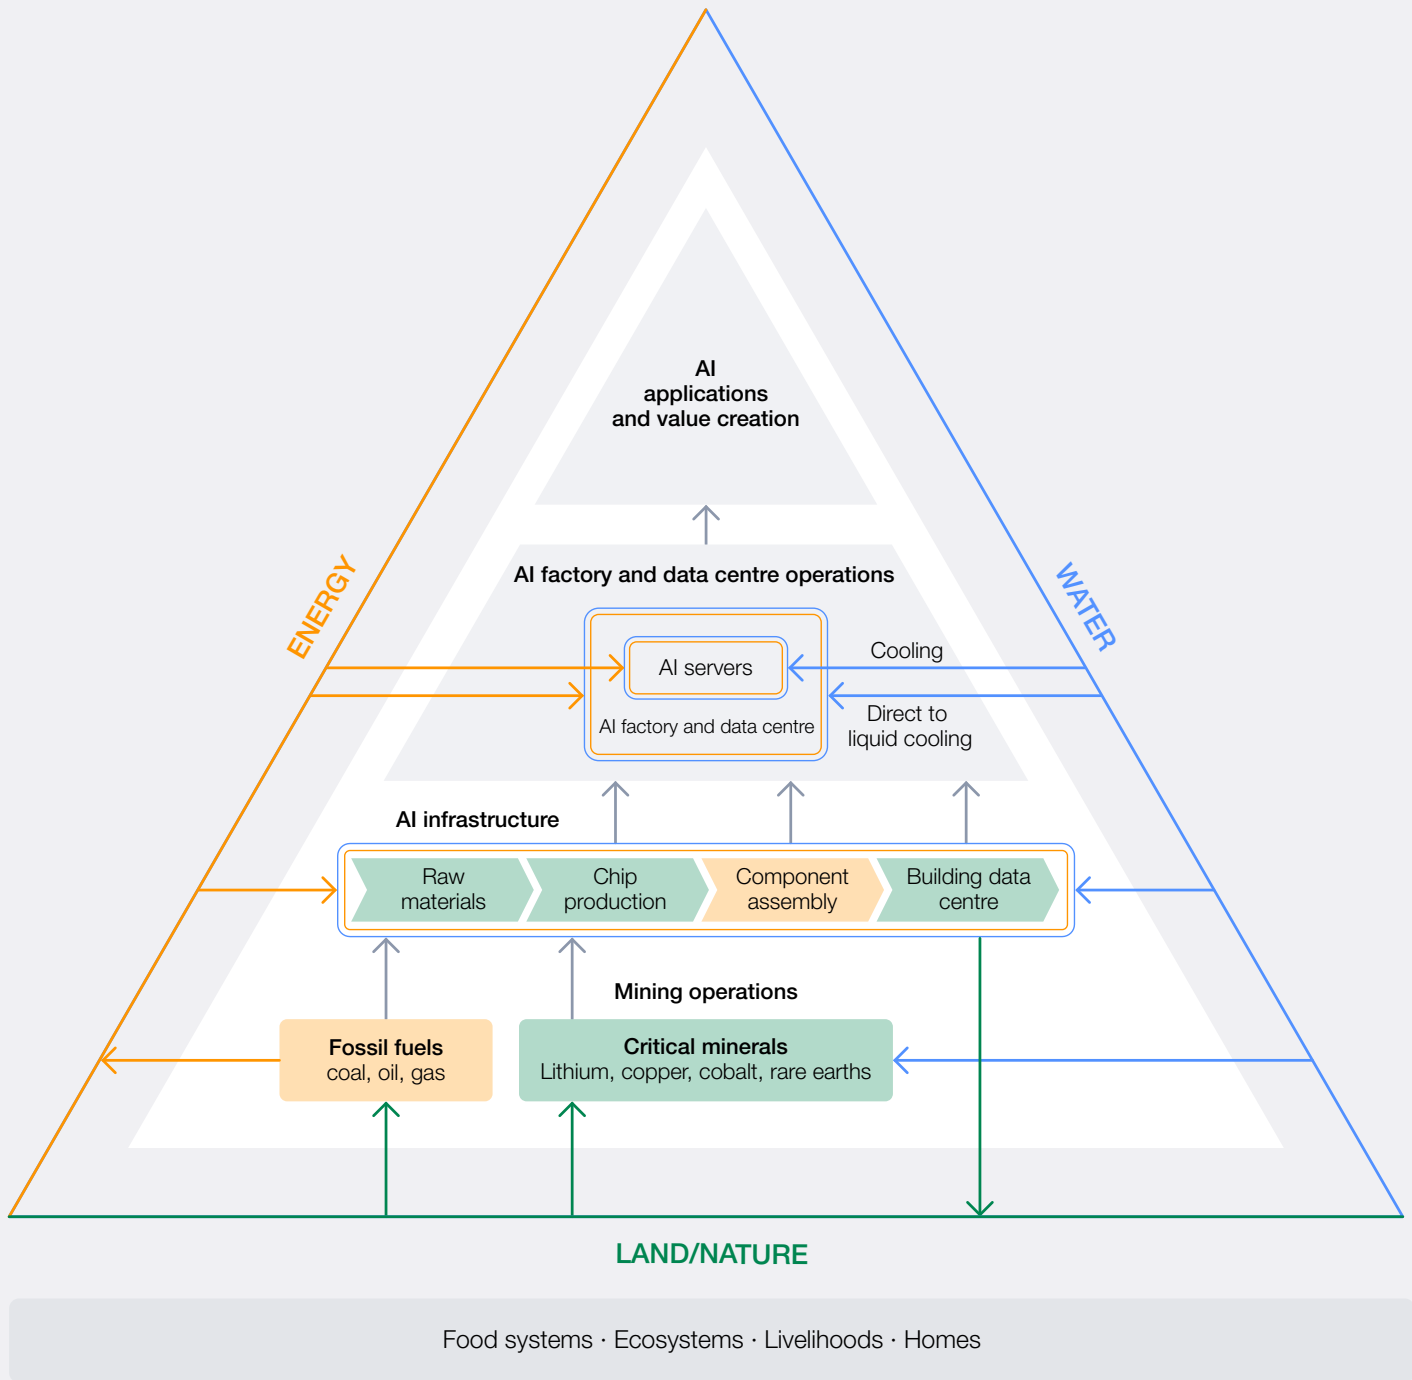 AI
applications
and value creation
ENERGY
WATER
AI factory and data centre operations
AI servers
Cooling
AI factory and data centre
Direct to
liquid cooling
AI infrastructure
Raw
materials
Chip
production
Component
assembly
Building data
centre
Mining operations
Fossil fuels
coal, oil, gas
Critical minerals
Lithium, copper, cobalt, rare earths
LAND/NATURE
Food systems · Ecosystems · Livelihoods · Homes